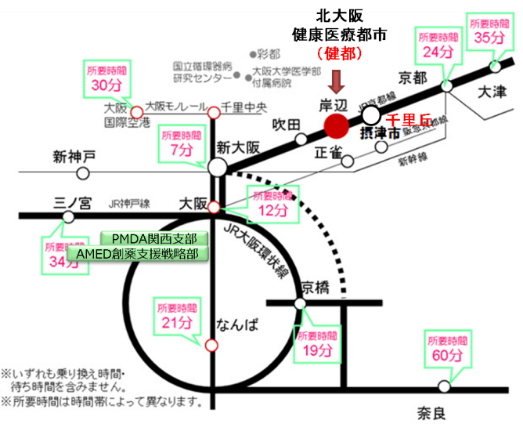 北大阪
健康医療都市
(健都)
所要時間
35分
所要時間
24分
彩都
国立循環器病
研究センター
大阪大学医学部
付属病院
所要時間
30分
京都
大津
岸辺
JR京都線
千里丘
大阪
国際空港
大阪モノレール
千里中央
吹田
摂津市
阪急京都線
正雀
新幹線
所要時間
7分
新大阪
新神戸
三ノ宮
JR神戸線
大阪
所要時間
12分
PMDA関西支部
AMED創薬支援戦略部
所要時間
34分
JR大阪環状線
京橋
所要時間
21分
なんば
所要時間
19分
所要時間
60分
奈良
※いずれも乗り換え時間・
待ち時間を含みません。
※所要時間は時間帯によって異なります。